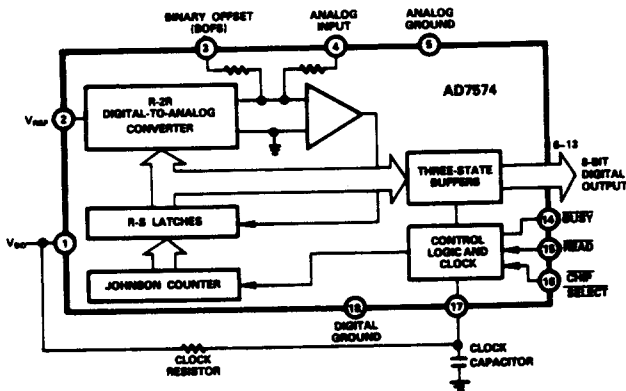 BINARY OFFSET
(BOFS)
ANALOG
INPUT
ANALOG
GROUND
3
4
5
AD7574
R-2R
DIGITAL-TO-ANALOG
CONVERTER
VREF
2
6-13
8-BIT
DIGITAL
OUTPUT
THREE-STATE
BUFFERS
R-S LATCHES
14
BUSY
VDD
1
CONTROL
LOGIC AND
CLOCK
15
READ
16
CHIP
SELECT
JOHNSON COUNTER
18
DIGITAL
GROUND
17
CLOCK
RESISTOR
CLOCK
CAPACITOR